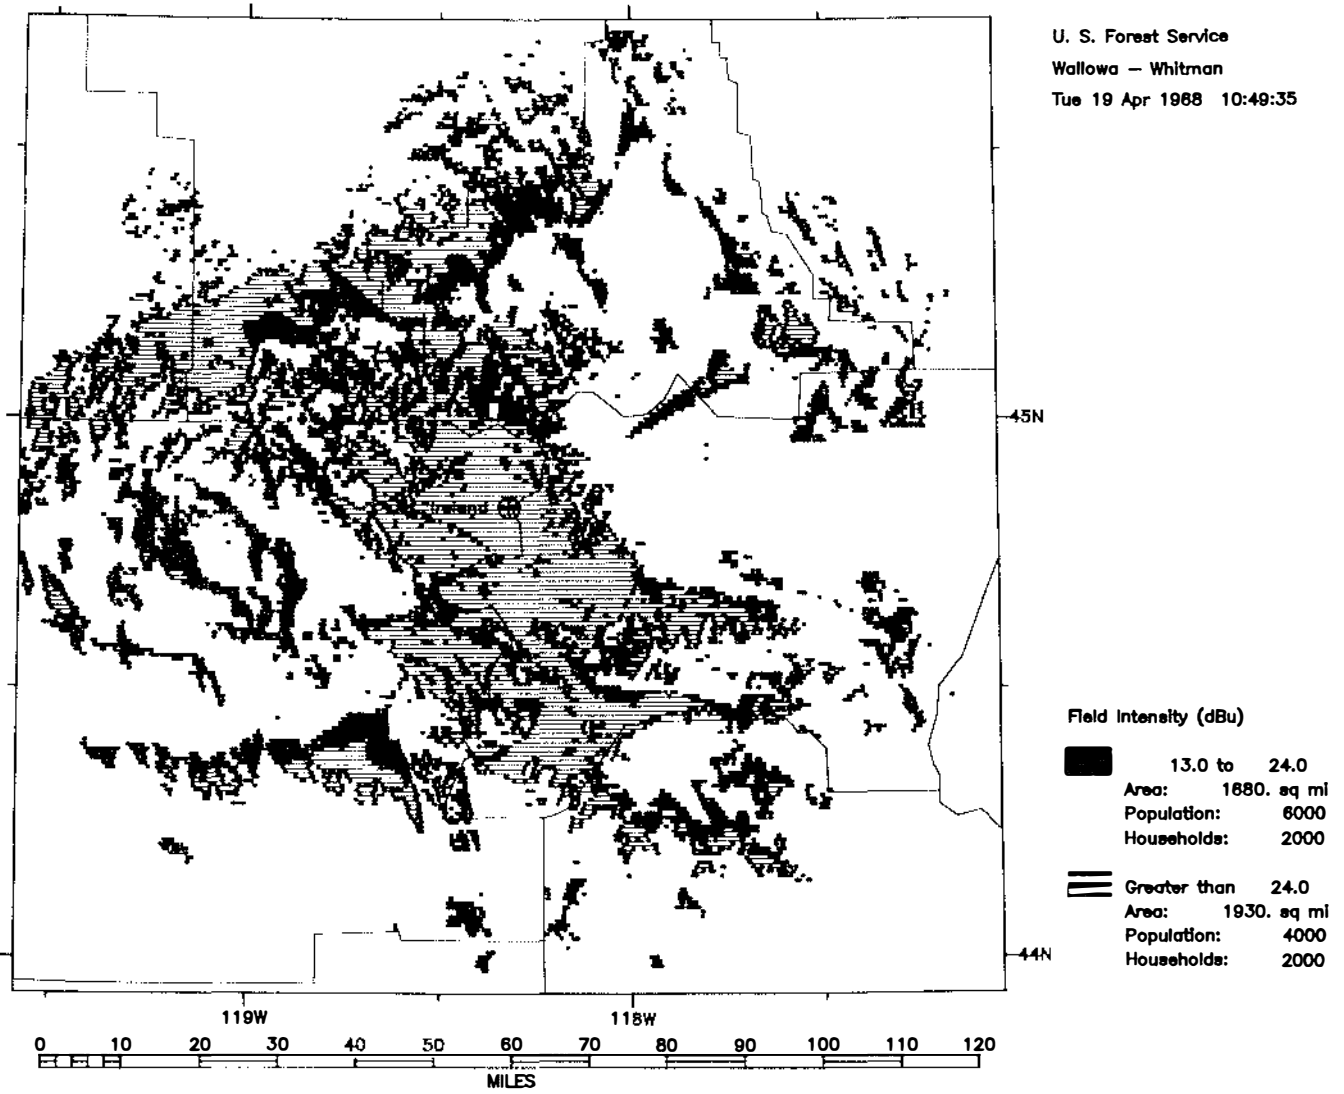 U. S. Forest Service
Wallowa – Whitman
Tue 19 Apr 1988 10:49:35
45N
Ireland
Field Intensity (dBu)
13.0 to 24.0
Area: 1680. sq mi
Population: 6000
Households: 2000
Greater than 24.0
Area: 1930. sq mi
Population: 4000
Households: 2000
44N
119W 118W
0 10 20 30 40 50 60 70 80 90 100 110 120
MILES